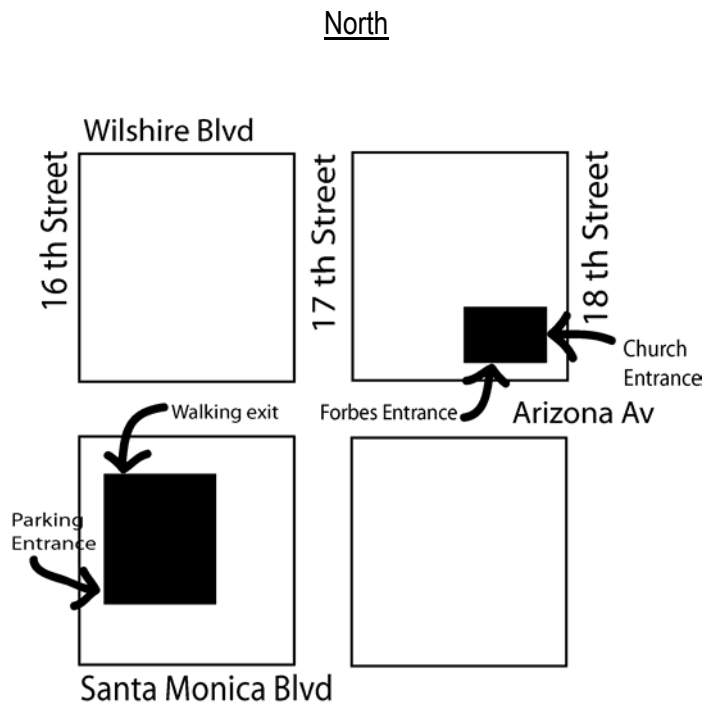 North
Wilshire Blvd
16 th Street
17 th Street
18 th Street
Church
Entrance
Walking exit
Forbes Entrance
Arizona Av
Parking
Entrance
Santa Monica Blvd